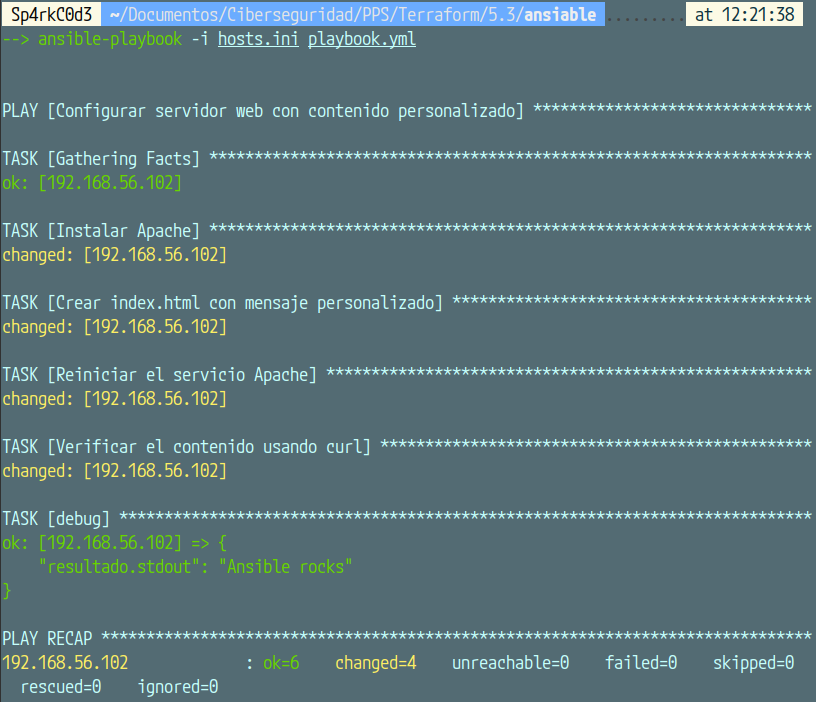 Sp4rkC0d3 ~/Documentos/Ciberseguridad/PPS/Terraform/5.3/ansiable ......... at 12:21:38
--> ansible-playbook -i hosts.ini playbook.yml
PLAY [Configurar servidor web con contenido personalizado] *******************************
TASK [Gathering Facts] *******************************************************************
ok: [192.168.56.102]
TASK [Instalar Apache] *******************************************************************
changed: [192.168.56.102]
TASK [Crear index.html con mensaje personalizado] ****************************************
changed: [192.168.56.102]
TASK [Reiniciar el servicio Apache] ******************************************************
changed: [192.168.56.102]
TASK [Verificar el contenido usando curl] ************************************************
changed: [192.168.56.102]
TASK [debug] *****************************************************************************
ok: [192.168.56.102] => {
    "resultado.stdout": "Ansible rocks"
}
PLAY RECAP *******************************************************************************
192.168.56.102             : ok=6    changed=4    unreachable=0    failed=0    skipped=0
  rescued=0    ignored=0